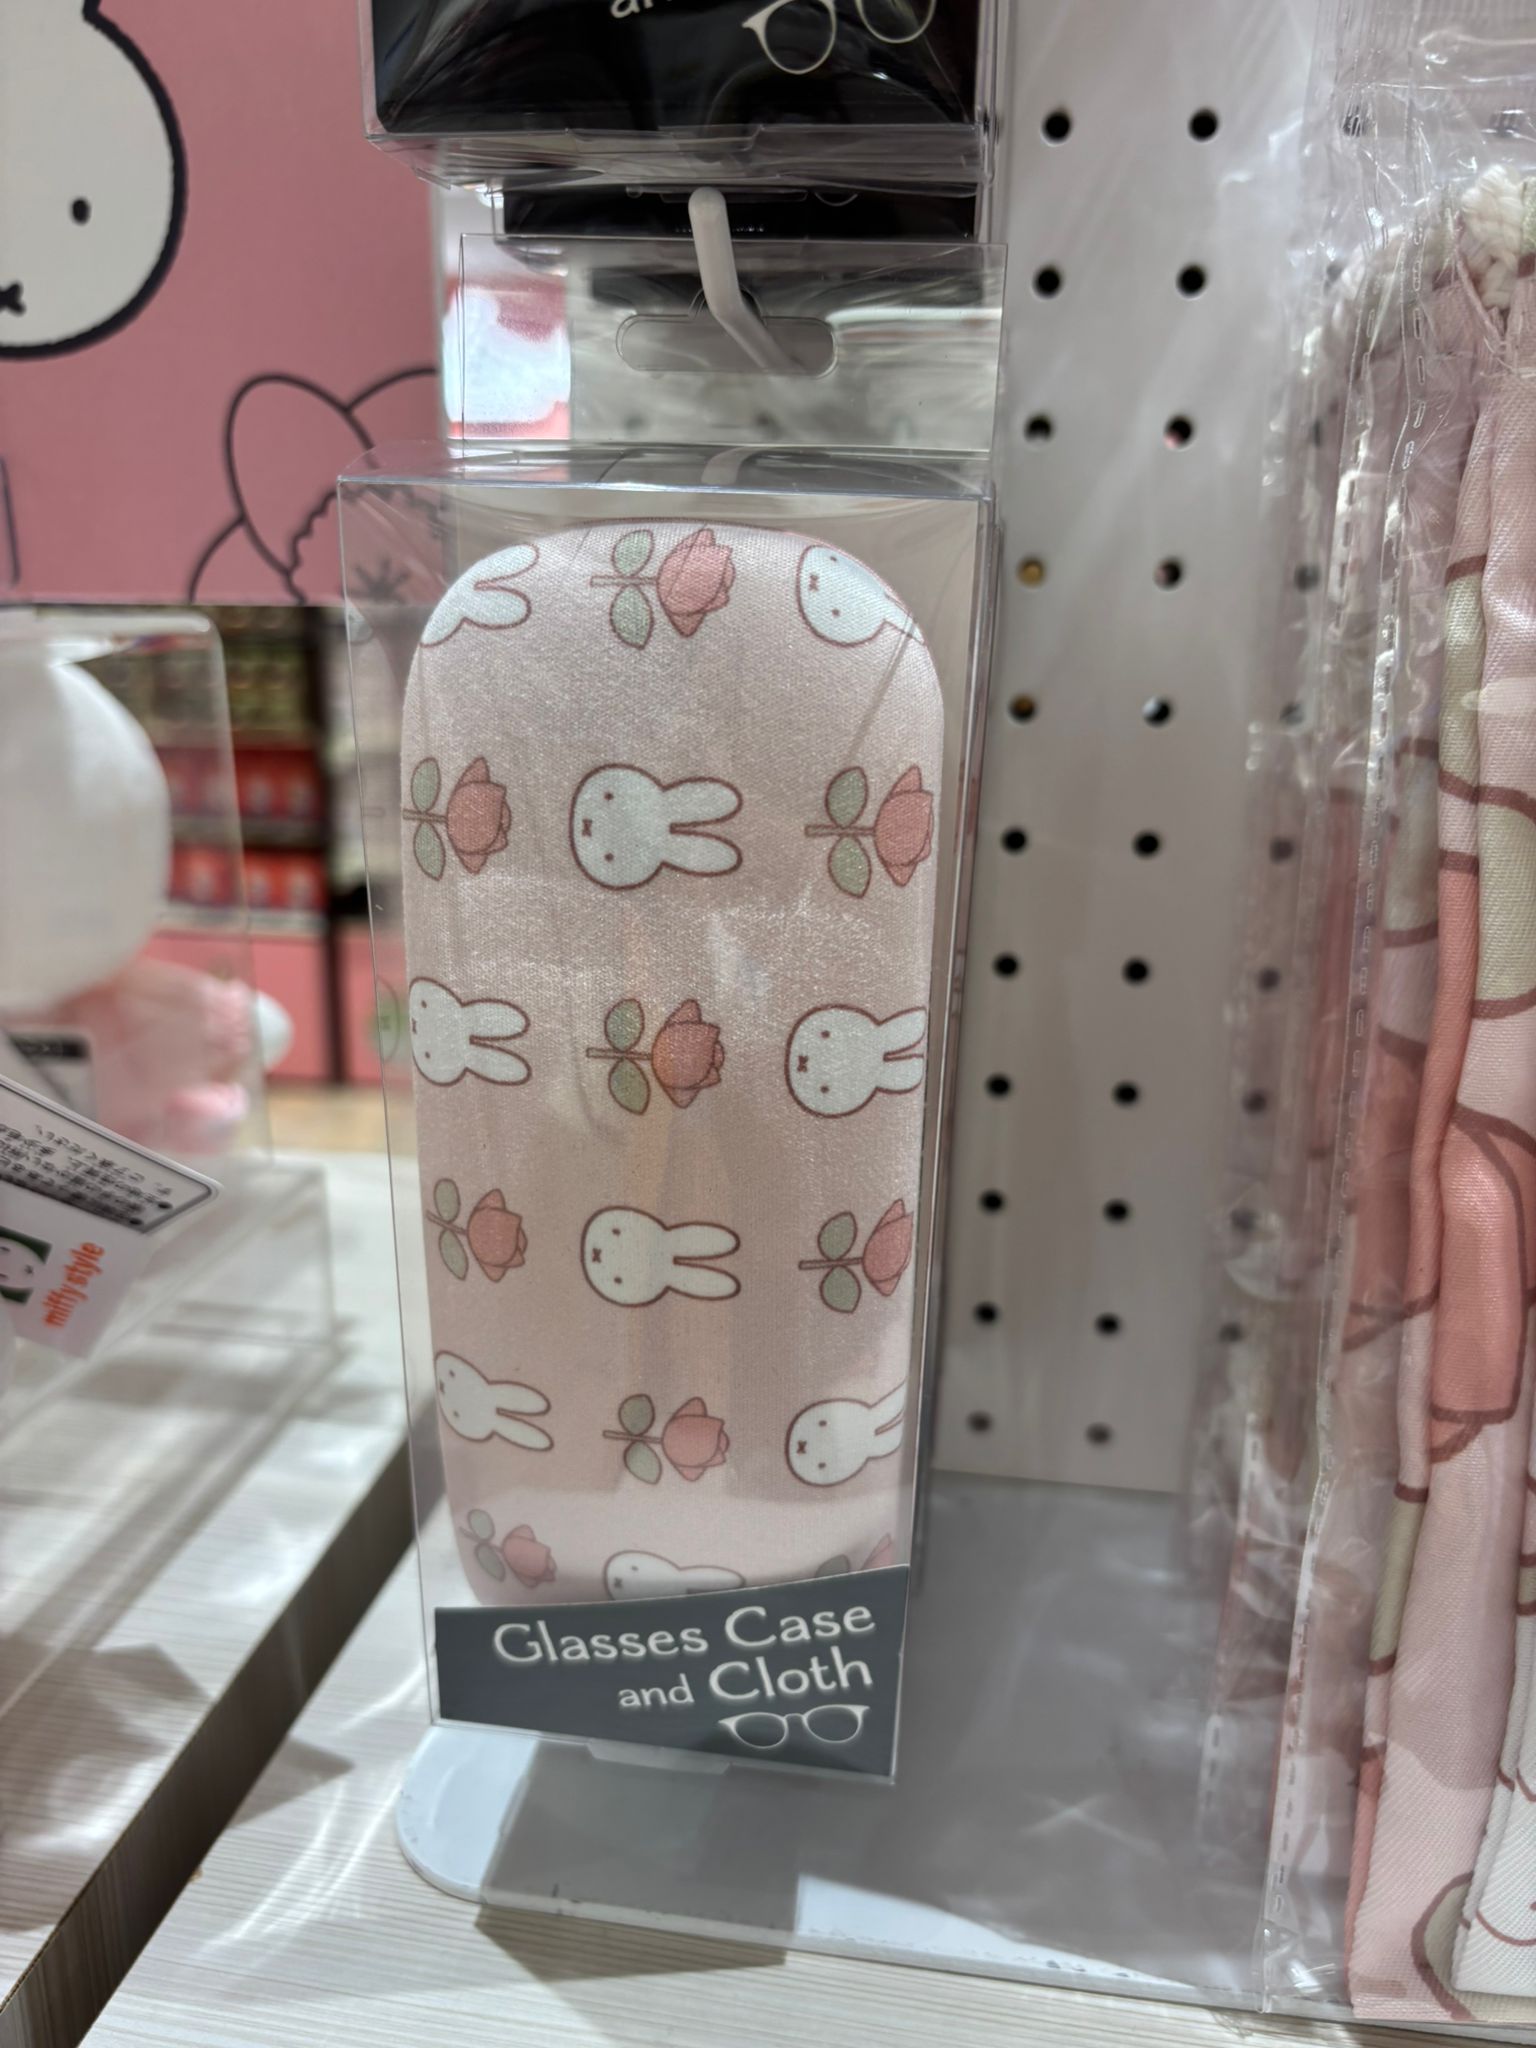 Glasses Case
and Cloth
miffy style